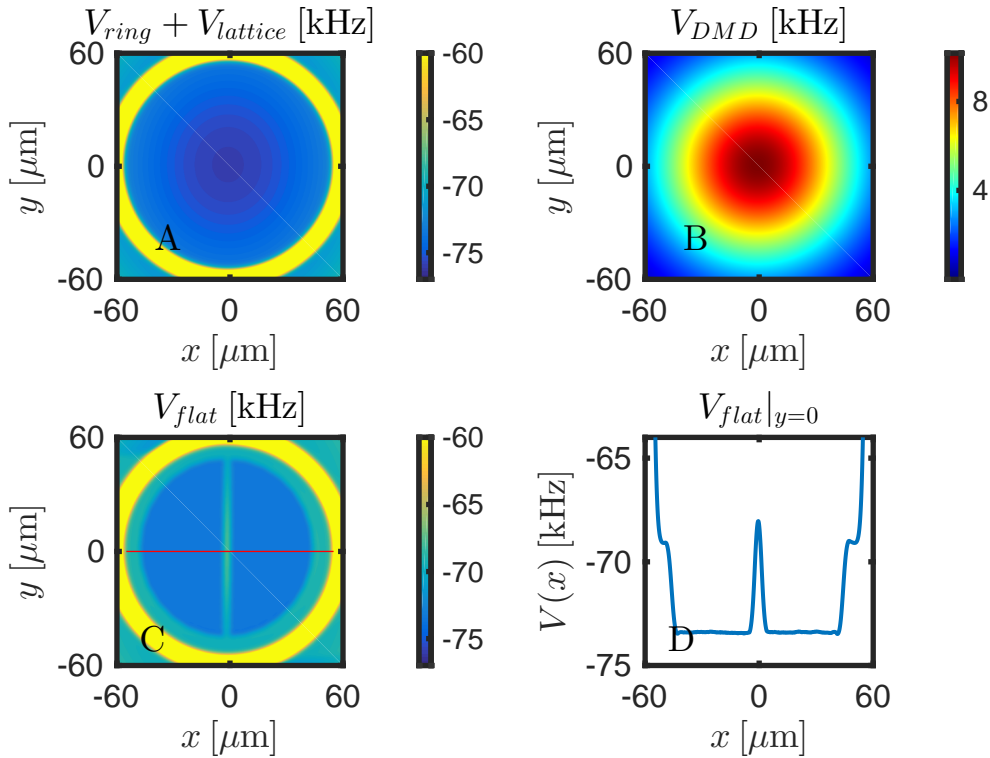 V_ring + V_lattice [kHz]
60
0
-60
y [μm]
A
-60 0 60
x [μm]
-60
-65
-70
-75
V_DMD [kHz]
60
0
-60
y [μm]
B
-60 0 60
x [μm]
8
4
V_flat [kHz]
60
0
-60
y [μm]
C
-60 0 60
x [μm]
-60
-65
-70
-75
V_flat|_y=0
-65
-70
-75
V(x) [kHz]
D
-60 0 60
x [μm]